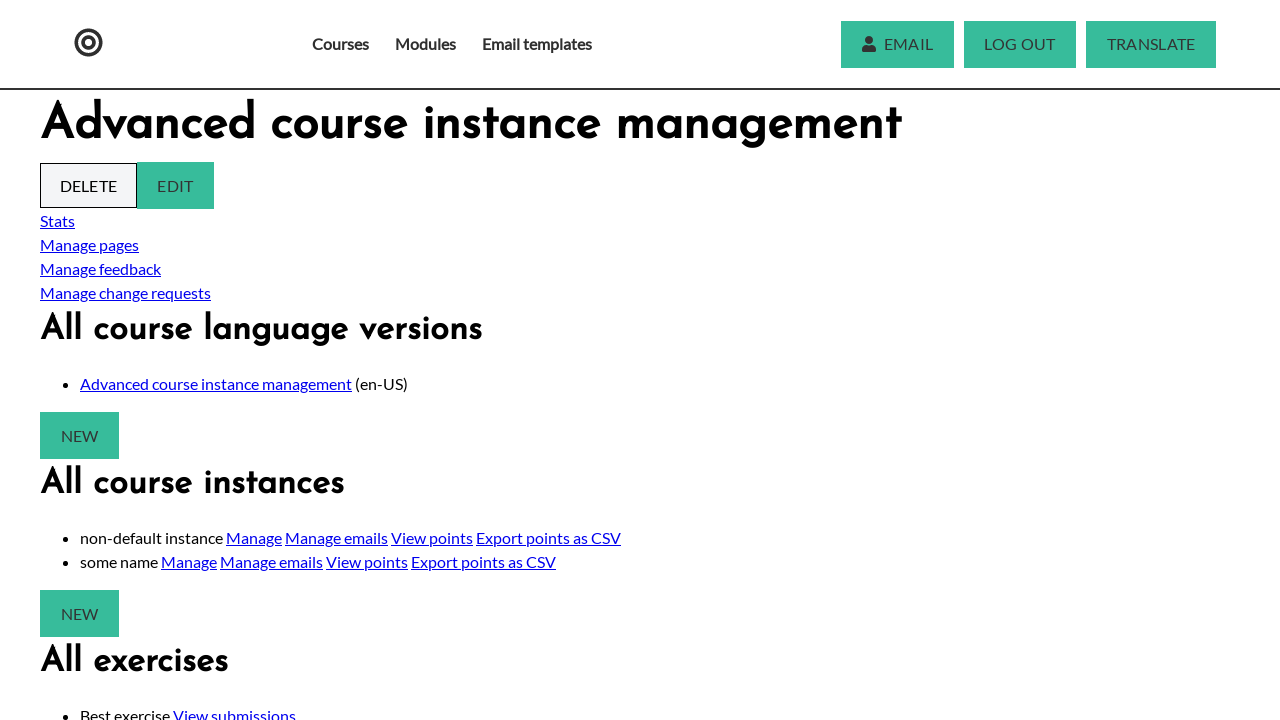 Courses Modules Email templates EMAIL LOG OUT TRANSLATE
Advanced course instance management
DELETE EDIT
Stats
Manage pages
Manage feedback
Manage change requests
All course language versions
Advanced course instance management (en-US)
NEW
All course instances
non-default instance Manage Manage emails View points Export points as CSV
some name Manage Manage emails View points Export points as CSV
NEW
All exercises
Best exercise View submissions